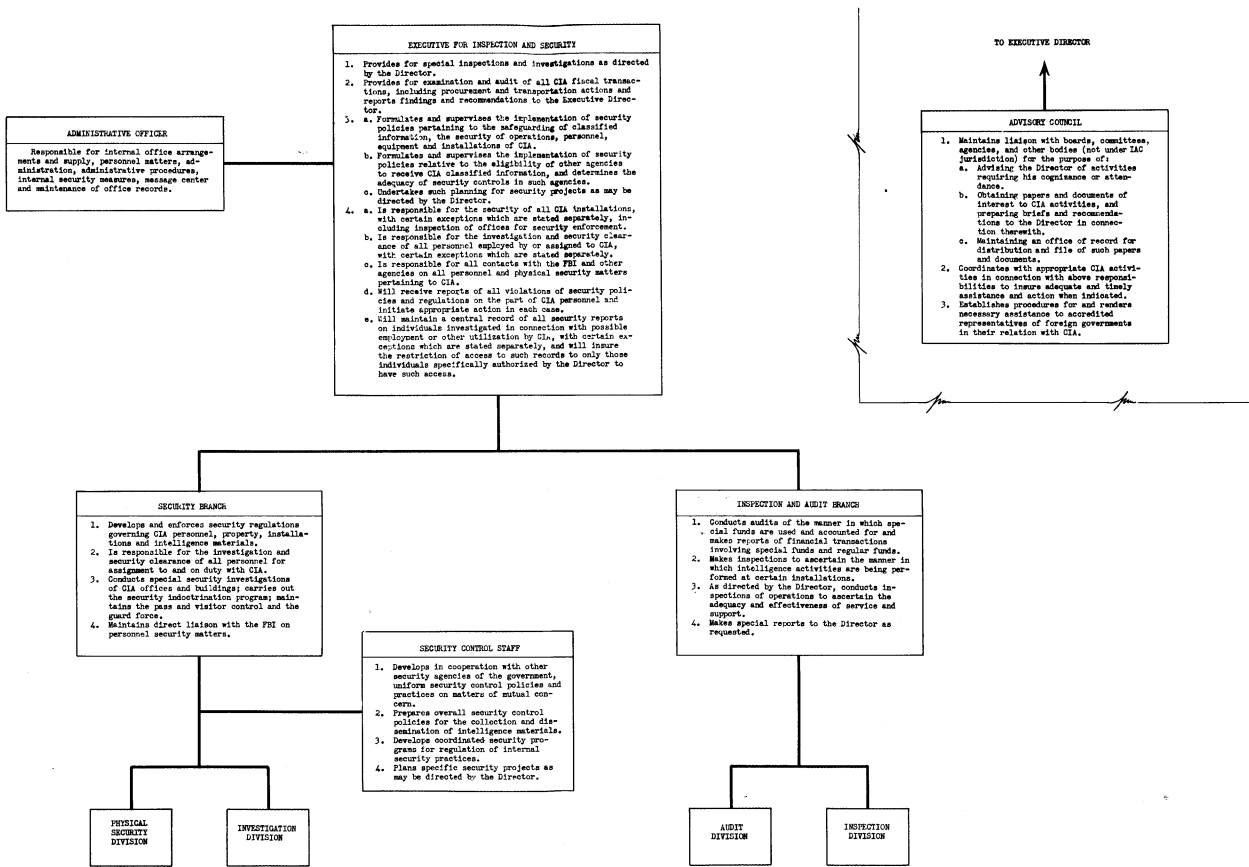 EXECUTIVE FOR INSPECTION AND SECURITY
1. Provides for special inspections and investigations as directed
by the Director.
2. Provides for examination and audit of all CIA fiscal transac-
tions, including procurement and transportation actions and
reports findings and recommendations to the Executive Direc-
tor.
3. a. Formulates and supervises the implementation of security
policies pertaining to the safeguarding of classified
information, the security of operations, personnel,
equipment and installations of CIA.
b. Formulates and supervises the implementation of security
policies relative to the eligibility of other agencies
to receive CIA classified information, and determines the
adequacy of security controls in such agencies.
c. Undertakes such planning for security projects as may be
directed by the Director.
4. a. Is responsible for the security of all CIA installations,
with certain exceptions which are stated separately, in-
cluding inspection of offices for security enforcement.
b. Is responsible for the investigation and security clear-
ance of all personnel employed by or assigned to CIA,
with certain exceptions which are stated separately.
c. Is responsible for all contacts with the FBI and other
agencies on all personnel and physical security matters
pertaining to CIA.
d. Will receive reports of all violations of security poli-
cies and regulations on the part of CIA personnel and
initiate appropriate action in each case.
e. Will maintain a central record of all security reports
on individuals investigated in connection with possible
employment or other utilization by CIA, with certain ex-
ceptions which are stated separately, and will insure
the restriction of access to such records to only those
individuals specifically authorized by the Director to
have such access.
ADMINISTRATIVE OFFICER
Responsible for internal office arrange-
ments and supply, personnel matters, ad-
ministration, administrative procedures,
internal security measures, message center
and maintenance of office records.
TO EXECUTIVE DIRECTOR
ADVISORY COUNCIL
1. Maintains liaison with boards, committees,
agencies, and other bodies (not under IAC
jurisdiction) for the purpose of:
a. Advising the Director of activities
requiring his cognizance or atten-
dance.
b. Obtaining papers and documents of
interest to CIA activities, and
preparing briefs and recommenda-
tions to the Director in connec-
tion therewith.
c. Maintaining an office of record for
distribution and file of such papers
and documents.
2. Coordinates with appropriate CIA activi-
ties in connection with above responsi-
bilities to insure adequate and timely
assistance and action when indicated.
3. Establishes procedures for and renders
necessary assistance to accredited
representatives of foreign governments
in their relation with CIA.
SECURITY BRANCH
1. Develops and enforces security regulations
governing CIA personnel, property, installa-
tions and intelligence materials.
2. Is responsible for the investigation and
security clearance of all personnel for
assignment to and on duty with CIA.
3. Conducts special security investigations
of CIA offices and buildings; carries out
the security indoctrination program; main-
tains the pass and visitor control and the
guard force.
4. Maintains direct liaison with the FBI on
personnel security matters.
INSPECTION AND AUDIT BRANCH
1. Conducts audits of the manner in which spe-
cial funds are used and accounted for and
makes reports of financial transactions
involving special funds and regular funds.
2. Makes inspections to ascertain the manner in
which intelligence activities are being per-
formed at certain installations.
3. As directed by the Director, conducts in-
spections of operations to ascertain the
adequacy and effectiveness of service and
support.
4. Makes special reports to the Director as
requested.
SECURITY CONTROL STAFF
1. Develops in cooperation with other
security agencies of the government,
uniform security control policies and
practices on matters of mutual con-
cern.
2. Prepares overall security control
policies for the collection and dis-
semination of intelligence materials.
3. Develops coordinated security pro-
grams for regulation of internal
security practices.
4. Plans specific security projects as
may be directed by the Director.
PHYSICAL
SECURITY
DIVISION
INVESTIGATION
DIVISION
AUDIT
DIVISION
INSPECTION
DIVISION